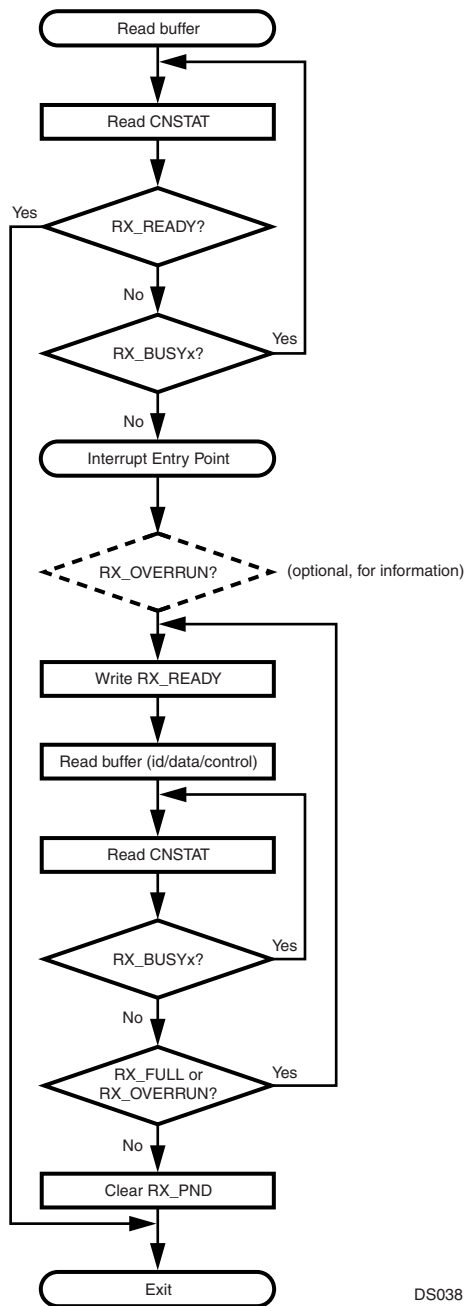 Read buffer
Read CNSTAT
Yes
RX_READY?
No
Yes
RX_BUSYx?
No
Interrupt Entry Point
RX_OVERRUN?
(optional, for information)
Write RX_READY
Read buffer (id/data/control)
Read CNSTAT
RX_BUSYx?
Yes
No
RX_FULL or
RX_OVERRUN?
Yes
No
Clear RX_PND
Exit
DS038